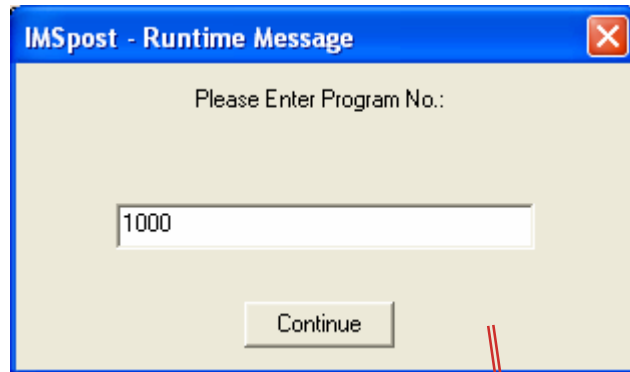 IMSpost - Runtime Message
Please Enter Program No.:
1000
Continue